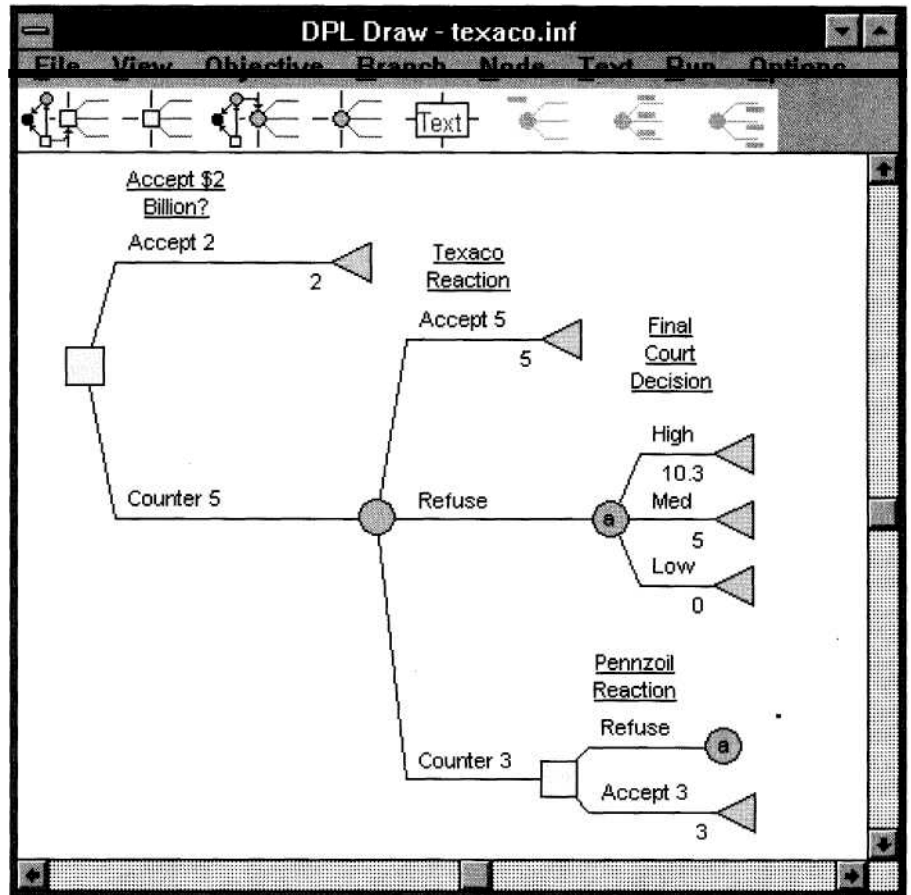 DPL Draw - texaco.inf
File View Objective Branch Node Text Run Options
Text
Accept $2
Billion?
Accept 2
2
Texaco
Reaction
Accept 5
5
Final
Court
Decision
High
10.3
Counter 5
Refuse
a
Med
5
Low
0
Pennzoil
Reaction
Refuse
a
Counter 3
Accept 3
3